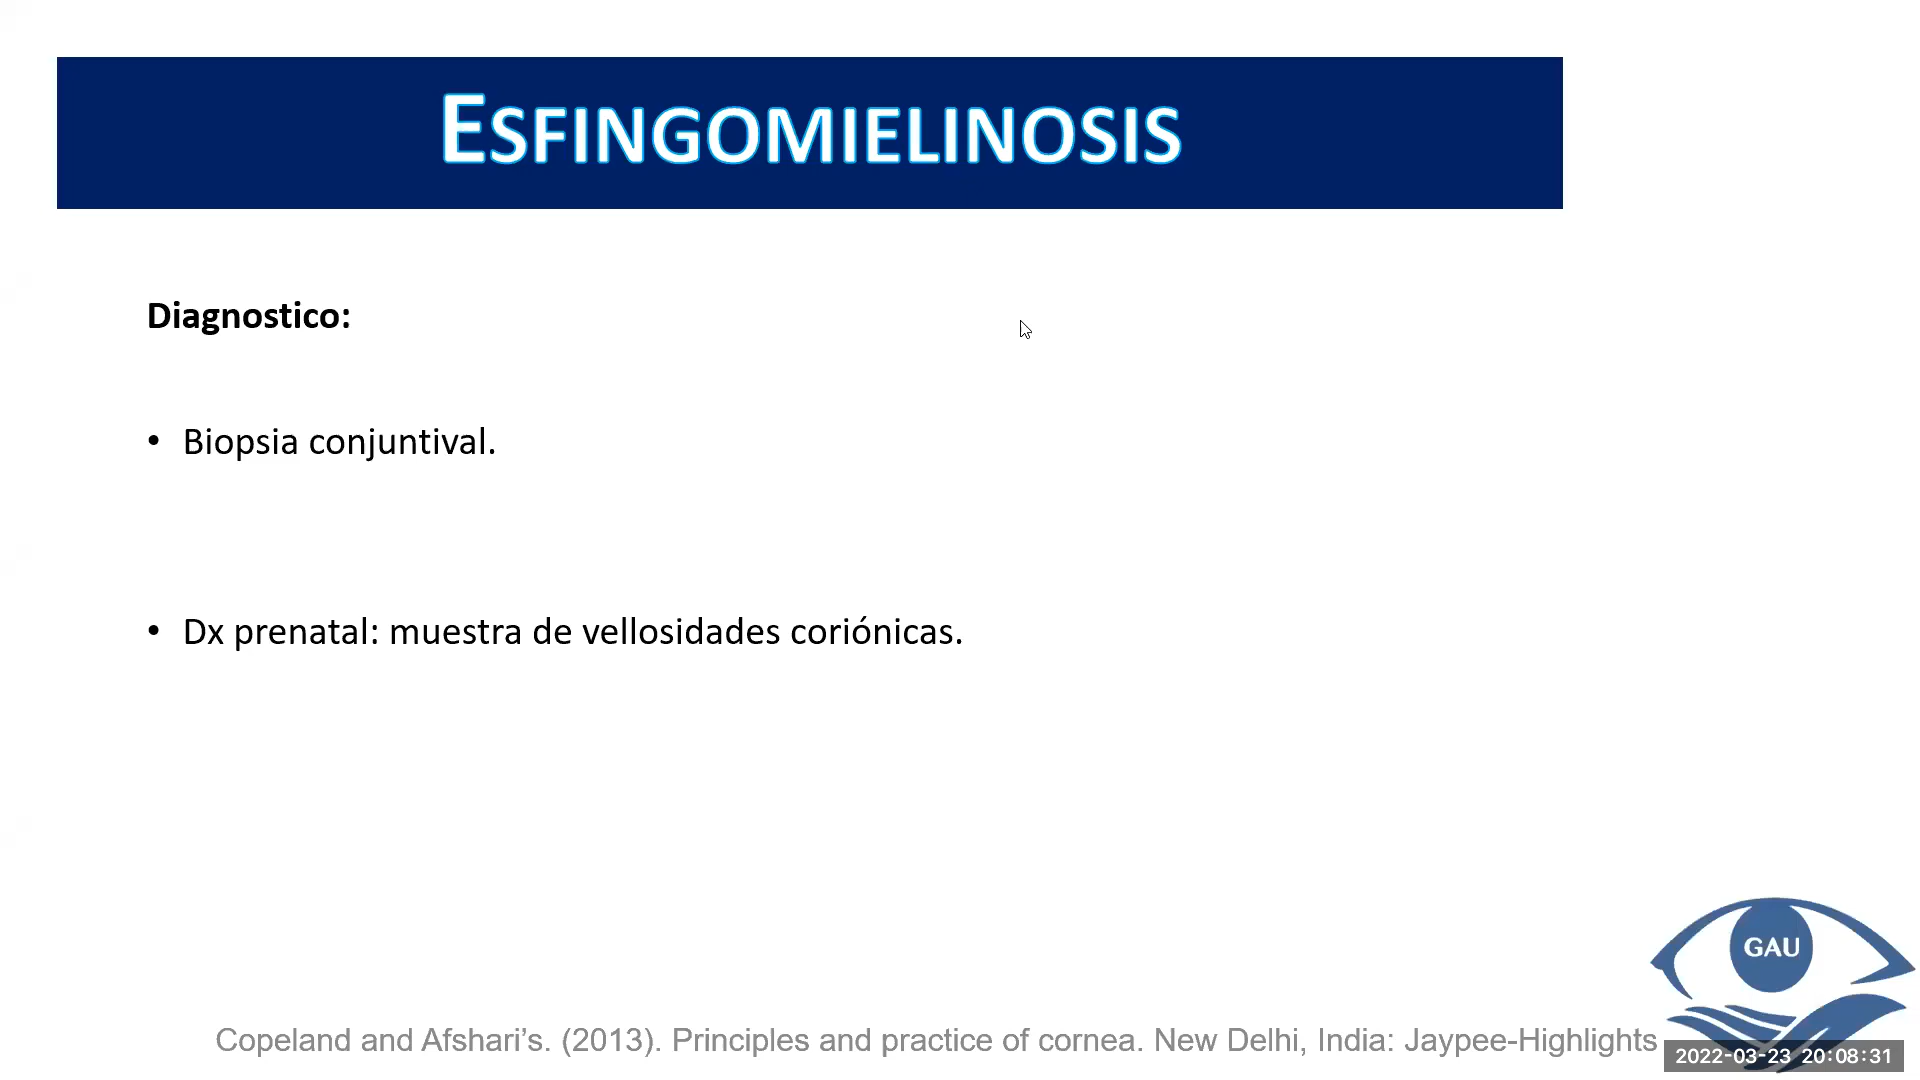 ESFINGOMIELINOSIS
Diagnostico:
• Biopsia conjuntival.
• Dx prenatal: muestra de vellosidades coriónicas.
GAU
Copeland and Afshari’s. (2013). Principles and practice of cornea. New Delhi, India: Jaypee-Highlights
2022-03-23 20:08:31